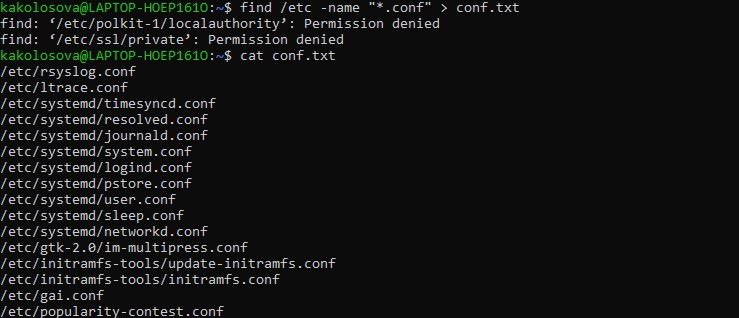 kakolosova@LAPTOP-HOEP161O:~$ find /etc -name "*.conf" > conf.txt
find: ‘/etc/polkit-1/localauthority’: Permission denied
find: ‘/etc/ssl/private’: Permission denied
kakolosova@LAPTOP-HOEP161O:~$ cat conf.txt
/etc/rsyslog.conf
/etc/ltrace.conf
/etc/systemd/timesyncd.conf
/etc/systemd/resolved.conf
/etc/systemd/journald.conf
/etc/systemd/system.conf
/etc/systemd/logind.conf
/etc/systemd/pstore.conf
/etc/systemd/user.conf
/etc/systemd/sleep.conf
/etc/systemd/networkd.conf
/etc/gtk-2.0/im-multipress.conf
/etc/initramfs-tools/update-initramfs.conf
/etc/initramfs-tools/initramfs.conf
/etc/gai.conf
/etc/popularity-contest.conf